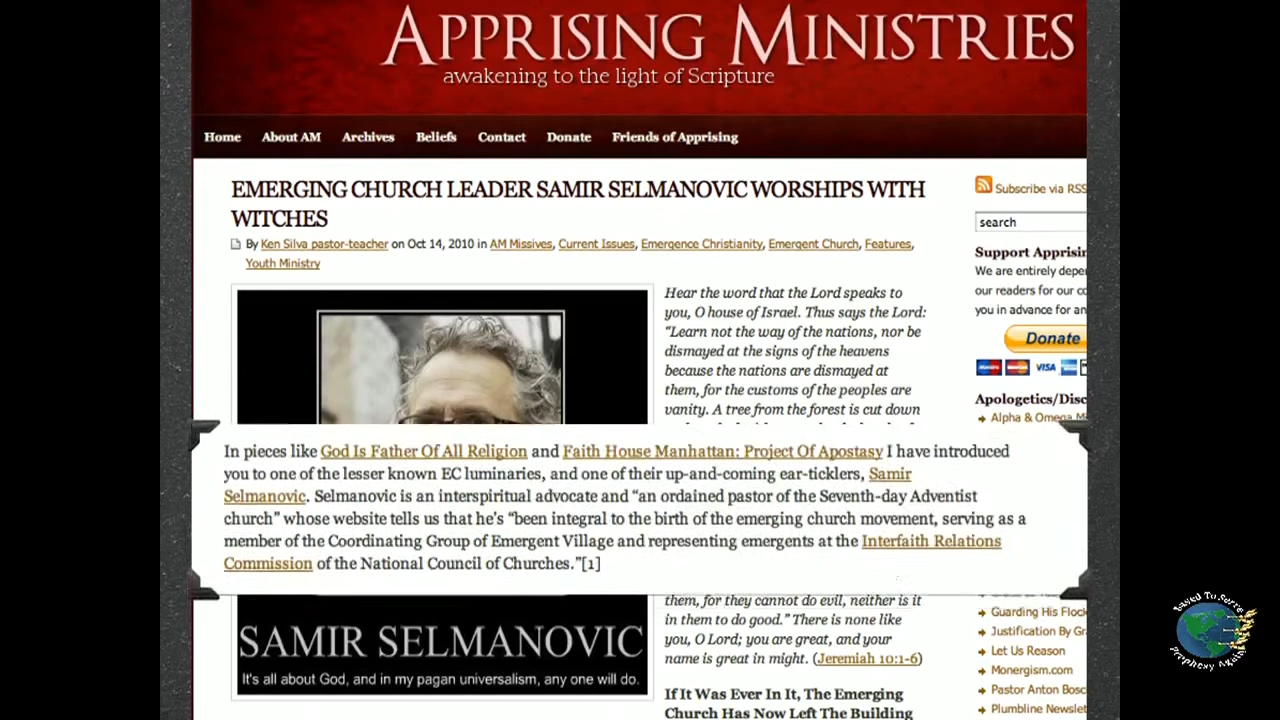 APPRISING MINISTRIES
awakening to the light of Scripture
Home About AM Archives Beliefs Contact Donate Friends of Apprising
EMERGING CHURCH LEADER SAMIR SELMANOVIC WORSHIPS WITH
WITCHES
By Ken Silva pastor-teacher on Oct 14, 2010 in AM Missives, Current Issues, Emergence Christianity, Emergent Church, Features,
Youth Ministry
Hear the word that the Lord speaks to
you, O house of Israel. Thus says the Lord:
“Learn not the way of the nations, nor be
dismayed at the signs of the heavens
because the nations are dismayed at
them, for the customs of the peoples are
vanity. A tree from the forest is cut down
In pieces like God Is Father Of All Religion and Faith House Manhattan: Project Of Apostasy I have introduced
you to one of the lesser known EC luminaries, and one of their up-and-coming ear-ticklers, Samir
Selmanovic. Selmanovic is an interspiritual advocate and “an ordained pastor of the Seventh-day Adventist
church” whose website tells us that he’s “been integral to the birth of the emerging church movement, serving as a
member of the Coordinating Group of Emergent Village and representing emergents at the Interfaith Relations
Commission of the National Council of Churches.”[1]
them, for they cannot do evil, neither is it
in them to do good.” There is none like
you, O Lord; you are great, and your
name is great in might. (Jeremiah 10:1-6)
If It Was Ever In It, The Emerging
Church Has Now Left The Building
SAMIR SELMANOVIC
It's all about God, and in my pagan universalism, any one will do.
Subscribe via RSS
search
Support Apprisin
We are entirely depe
our readers for our co
you in advance for an
Donate
VISA
Apologetics/Disc
Alpha & Omega Mi
Guarding His Flock
Justification By Gr
Let Us Reason
Monergism.com
Pastor Anton Bosc
Plumbline Newslet